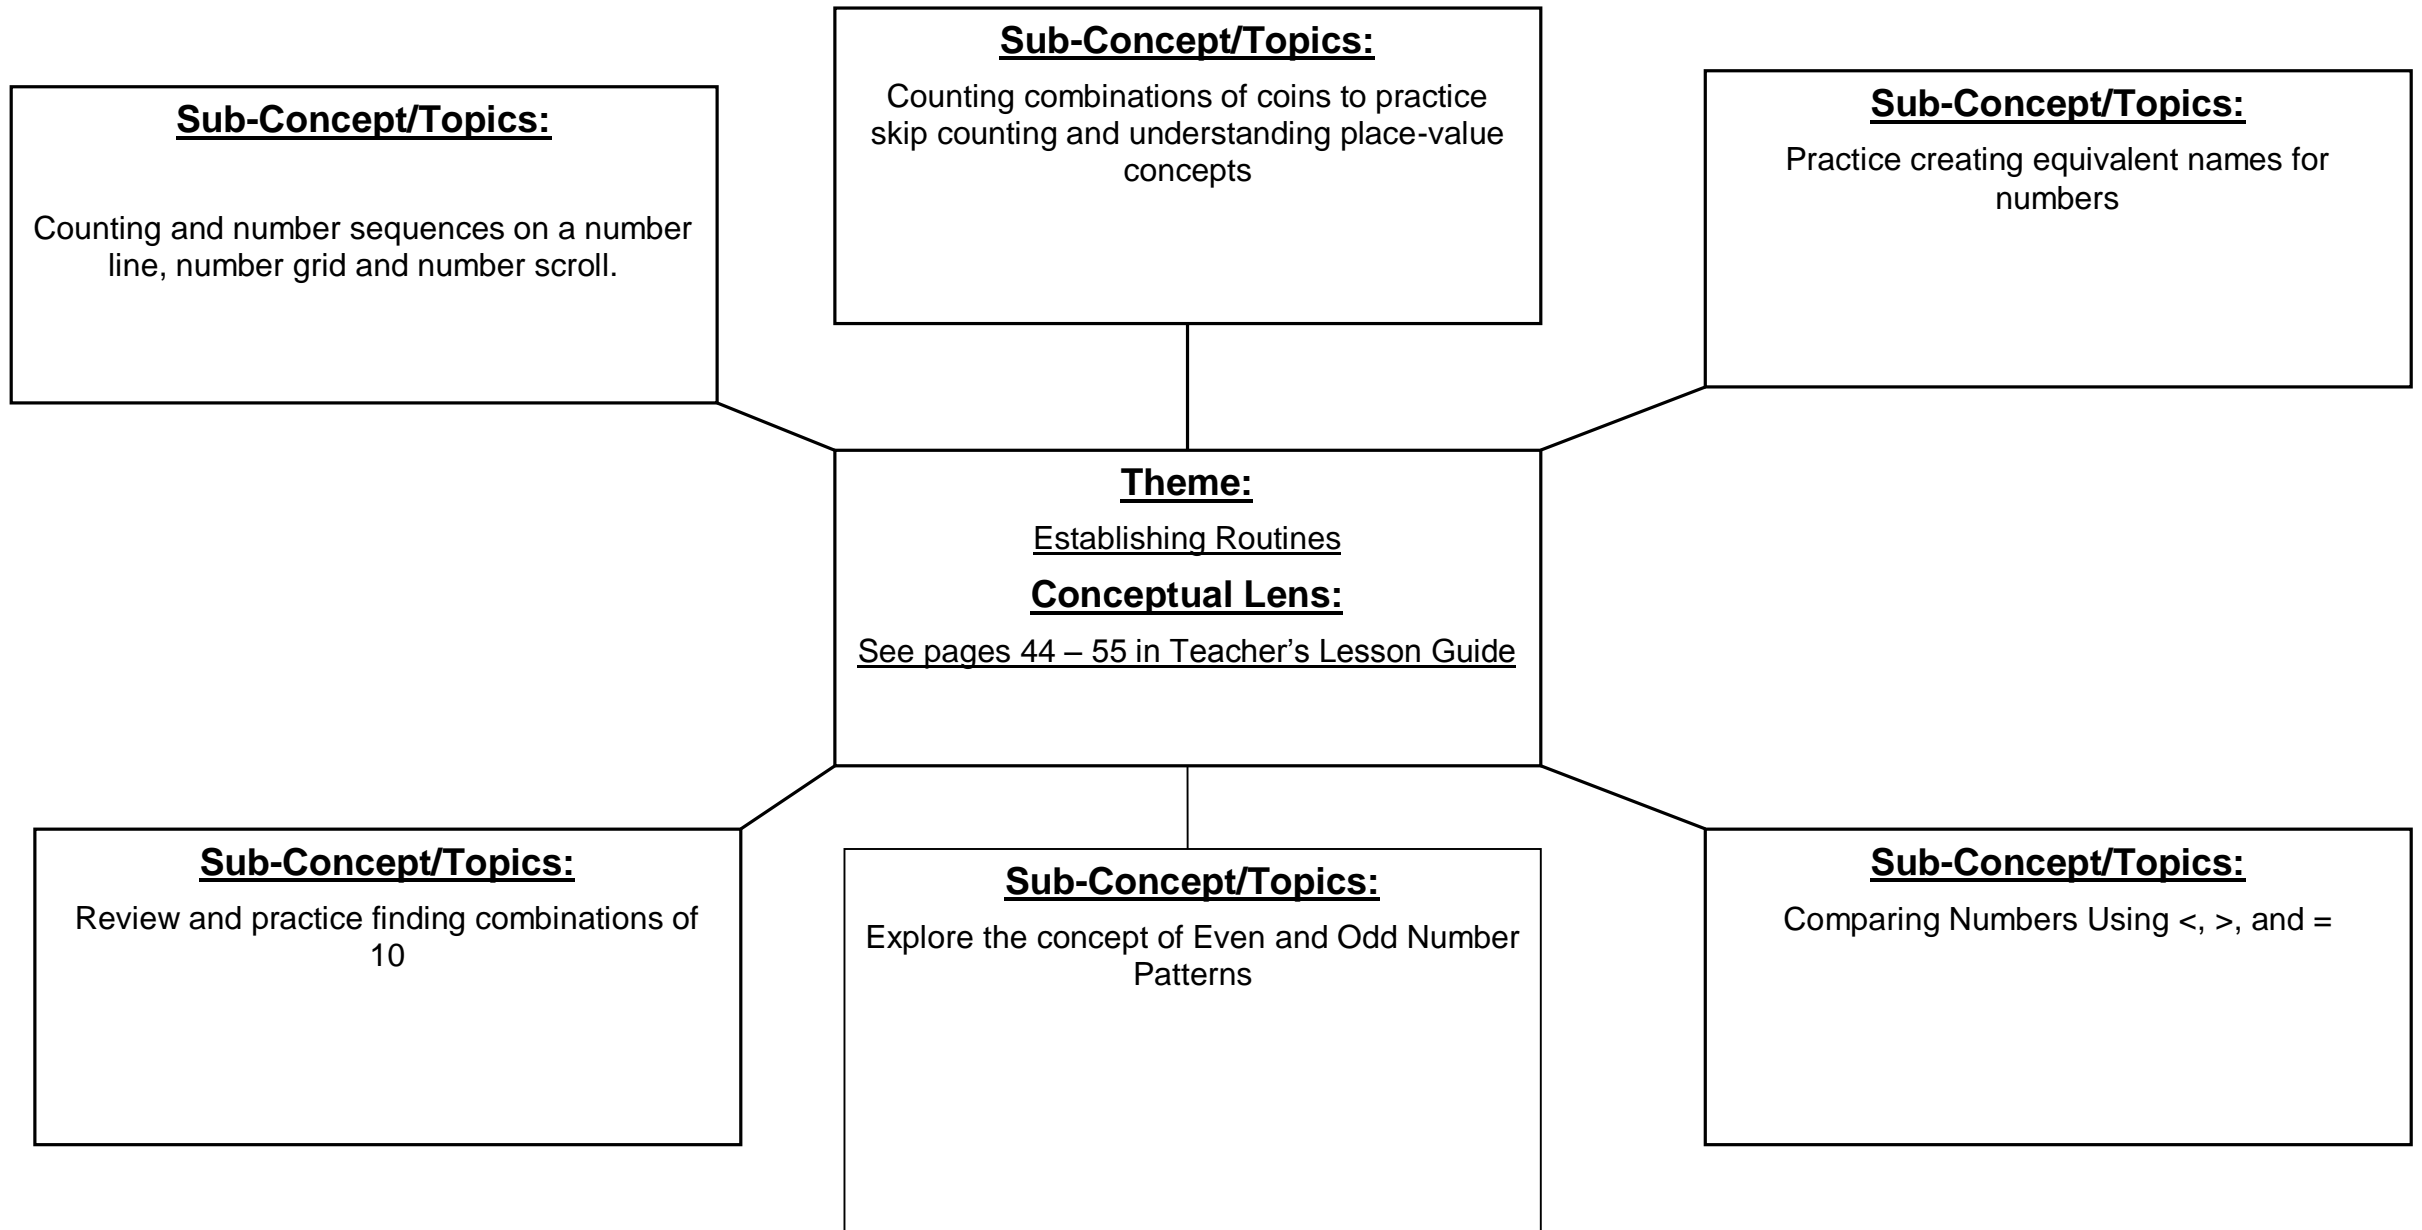 Sub-Concept/Topics:
Counting and number sequences on a number
line, number grid and number scroll.
Sub-Concept/Topics:
Counting combinations of coins to practice
skip counting and understanding place-value
concepts
Sub-Concept/Topics:
Practice creating equivalent names for
numbers
Theme:
Establishing Routines
Conceptual Lens:
See pages 44 – 55 in Teacher’s Lesson Guide
Sub-Concept/Topics:
Review and practice finding combinations of
10
Sub-Concept/Topics:
Explore the concept of Even and Odd Number
Patterns
Sub-Concept/Topics:
Comparing Numbers Using <, >, and =